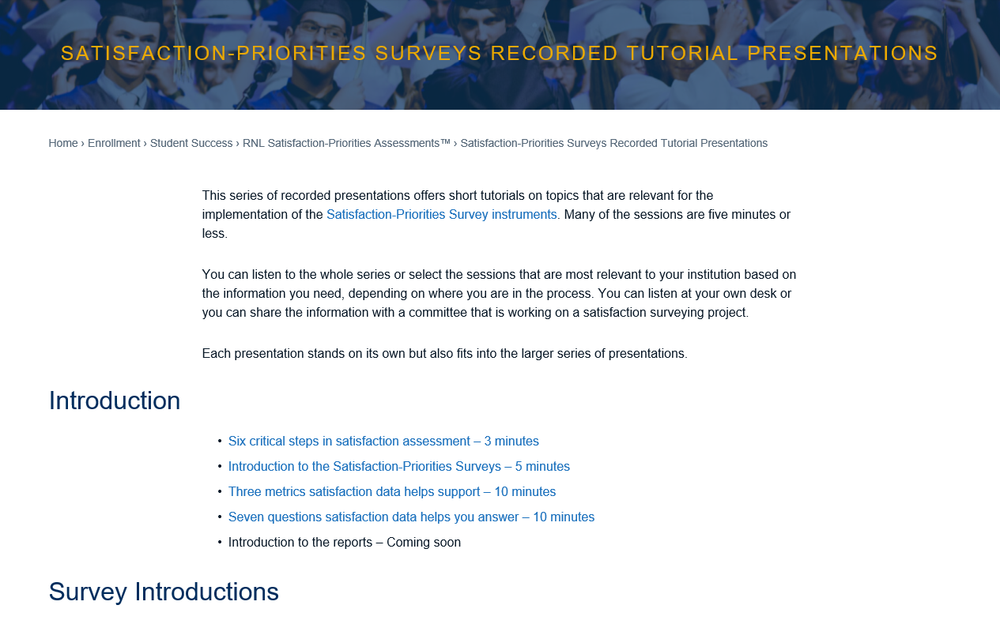 SATISFACTION-PRIORITIES SURVEYS RECORDED TUTORIAL PRESENTATIONS
Home › Enrollment › Student Success › RNL Satisfaction-Priorities Assessments™ › Satisfaction-Priorities Surveys Recorded Tutorial Presentations
This series of recorded presentations offers short tutorials on topics that are relevant for the
implementation of the Satisfaction-Priorities Survey instruments. Many of the sessions are five minutes or
less.
You can listen to the whole series or select the sessions that are most relevant to your institution based on
the information you need, depending on where you are in the process. You can listen at your own desk or
you can share the information with a committee that is working on a satisfaction surveying project.
Each presentation stands on its own but also fits into the larger series of presentations.
Introduction
• Six critical steps in satisfaction assessment – 3 minutes
• Introduction to the Satisfaction-Priorities Surveys – 5 minutes
• Three metrics satisfaction data helps support – 10 minutes
• Seven questions satisfaction data helps you answer – 10 minutes
• Introduction to the reports – Coming soon
Survey Introductions